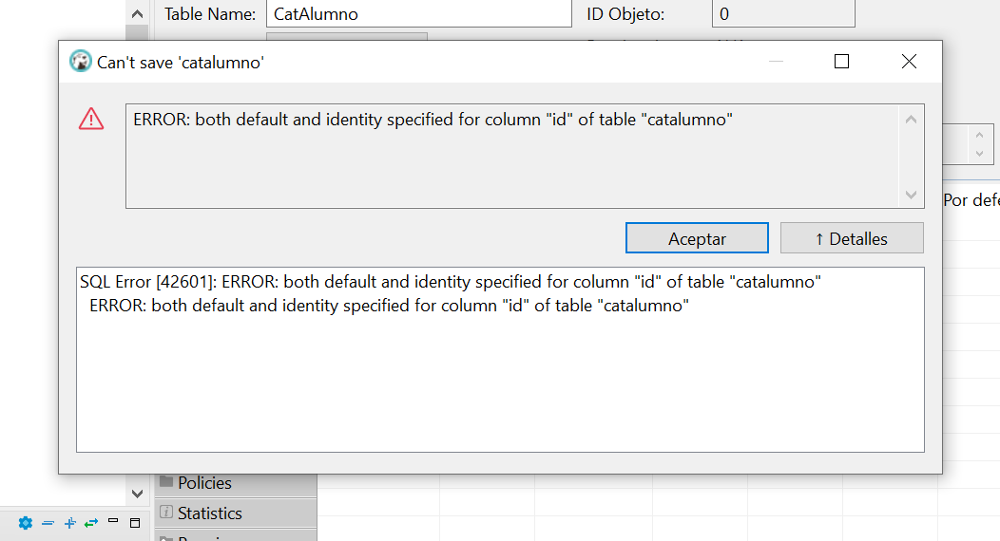 Table Name: CatAlumno ID Objeto: 0
Can't save 'catalumno'
ERROR: both default and identity specified for column "id" of table "catalumno"
Por defe
Aceptar ↑ Detalles
SQL Error [42601]: ERROR: both default and identity specified for column "id" of table "catalumno"
ERROR: both default and identity specified for column "id" of table "catalumno"
Policies
Statistics